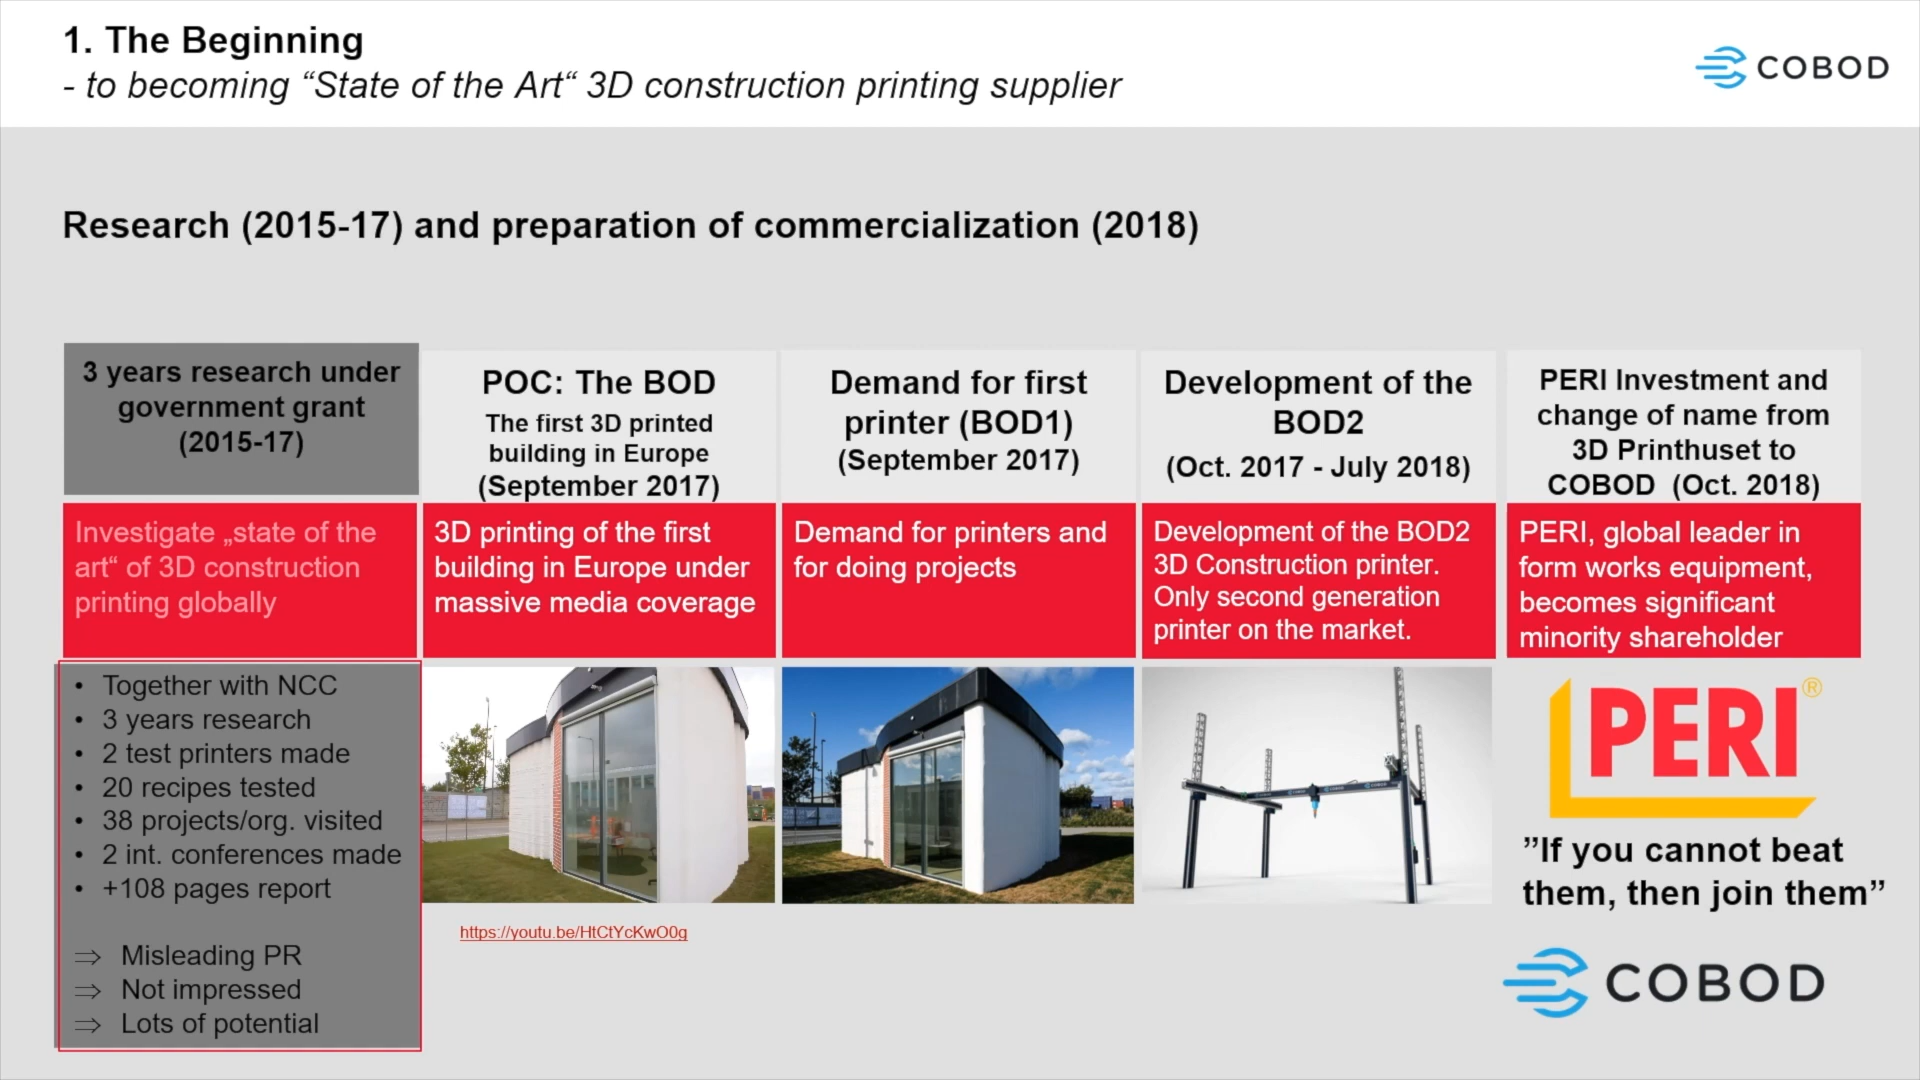 1. The Beginning
- to becoming “State of the Art“ 3D construction printing supplier
COBOD
Research (2015-17) and preparation of commercialization (2018)
3 years research under
government grant
(2015-17)
Investigate „state of the
art“ of 3D construction
printing globally
• Together with NCC
• 3 years research
• 2 test printers made
• 20 recipes tested
• 38 projects/org. visited
• 2 int. conferences made
• +108 pages report
⇒ Misleading PR
⇒ Not impressed
⇒ Lots of potential
POC: The BOD
The first 3D printed
building in Europe
(September 2017)
3D printing of the first
building in Europe under
massive media coverage
https://youtu.be/HtCtYcKwO0g
Demand for first
printer (BOD1)
(September 2017)
Demand for printers and
for doing projects
Development of the
BOD2
(Oct. 2017 - July 2018)
Development of the BOD2
3D Construction printer.
Only second generation
printer on the market.
COBOD
PERI Investment and
change of name from
3D Printhuset to
COBOD (Oct. 2018)
PERI, global leader in
form works equipment,
becomes significant
minority shareholder
PERI®
”If you cannot beat
them, then join them”
COBOD